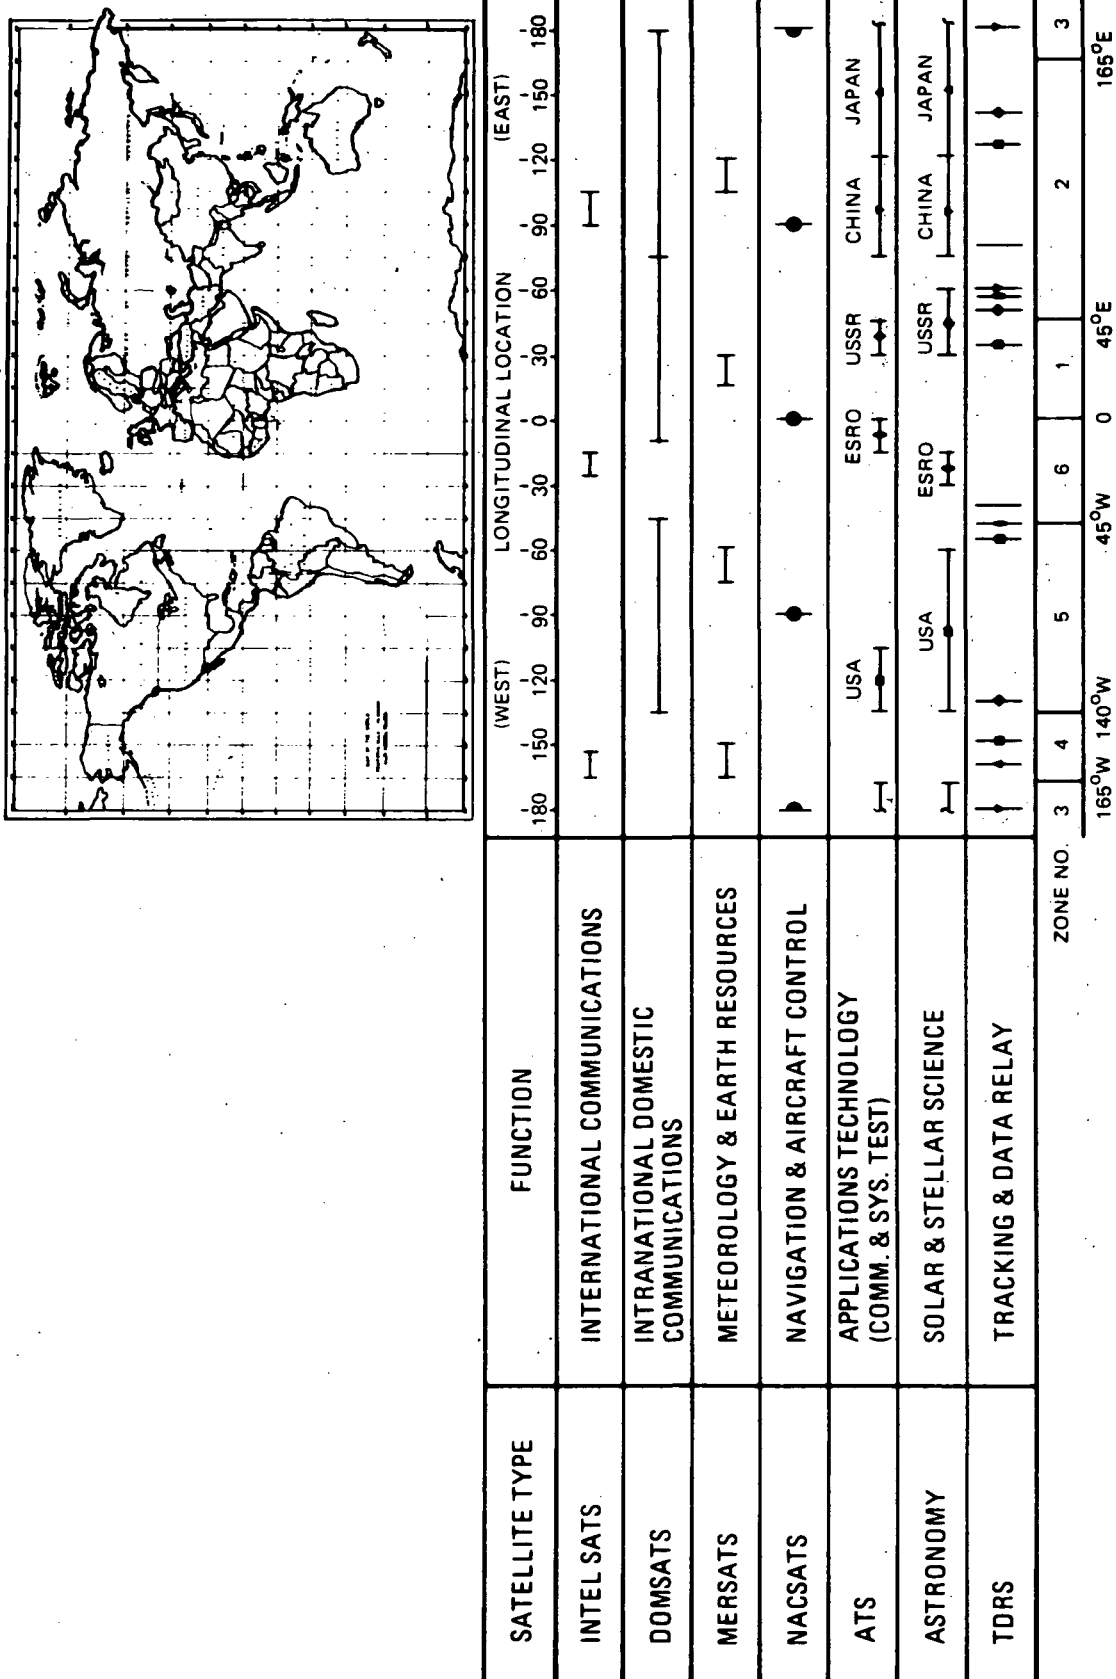 SATELLITE TYPE
FUNCTION
(WEST) LONGITUDINAL LOCATION (EAST)
180 150 120 90 60 30 0 30 60 90 120 150 180
INTEL SATS
INTERNATIONAL COMMUNICATIONS
DOMSATS
INTRANATIONAL DOMESTIC
COMMUNICATIONS
MERSATS
METEOROLOGY & EARTH RESOURCES
NACSATS
NAVIGATION & AIRCRAFT CONTROL
ATS
APPLICATIONS TECHNOLOGY
(COMM. & SYS. TEST)
USA ESRO USSR CHINA JAPAN
ASTRONOMY
SOLAR & STELLAR SCIENCE
USA ESRO USSR CHINA JAPAN
TDRS
TRACKING & DATA RELAY
ZONE NO. 3 4 5 6 1 2 3
165°W 140°W 45°W 0 45°E 165°E